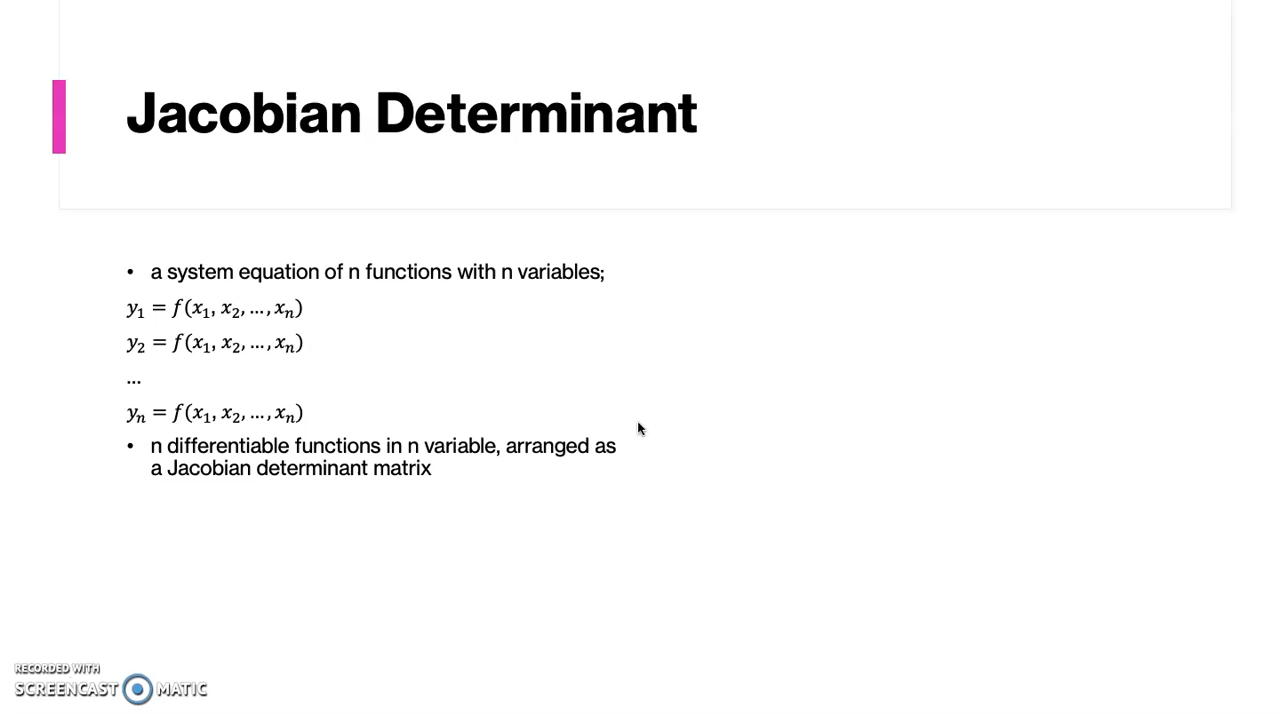 Jacobian Determinant
• a system equation of n functions with n variables;
𝑦₁ = 𝑓(𝑥₁, 𝑥₂, … , 𝑥ₙ)
𝑦₂ = 𝑓(𝑥₁, 𝑥₂, … , 𝑥ₙ)
…
𝑦ₙ = 𝑓(𝑥₁, 𝑥₂, … , 𝑥ₙ)
• n differentiable functions in n variable, arranged as
a Jacobian determinant matrix
RECORDED WITH
SCREENCAST MATIC